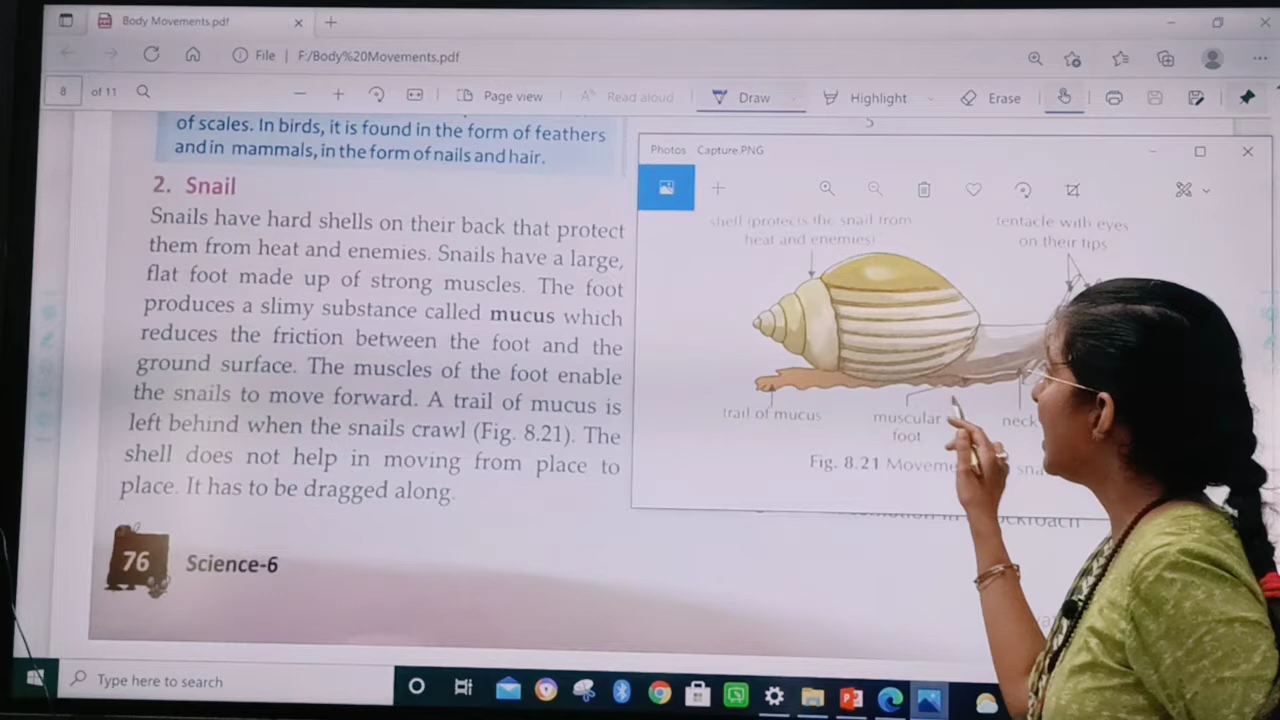 Body Movements.pdf
File
F:/Body%20Movements.pdf
8
of 11
Page view
Read aloud
Draw
Highlight
Erase
of scales. In birds, it is found in the form of feathers
and in mammals, in the form of nails and hair.
2. Snail
Snails have hard shells on their back that protect
them from heat and enemies. Snails have a large,
flat foot made up of strong muscles. The foot
produces a slimy substance called mucus which
reduces the friction between the foot and the
ground surface. The muscles of the foot enable
the snails to move forward. A trail of mucus is
left behind when the snails crawl (Fig. 8.21). The
shell does not help in moving from place to
place. It has to be dragged along.
76
Science-6
Photos
Capture.PNG
shell (protects the snail from
heat and enemies)
tentacle with eyes
on their tips
trail of mucus
muscular
foot
neck
Fig. 8.21
Type here to search